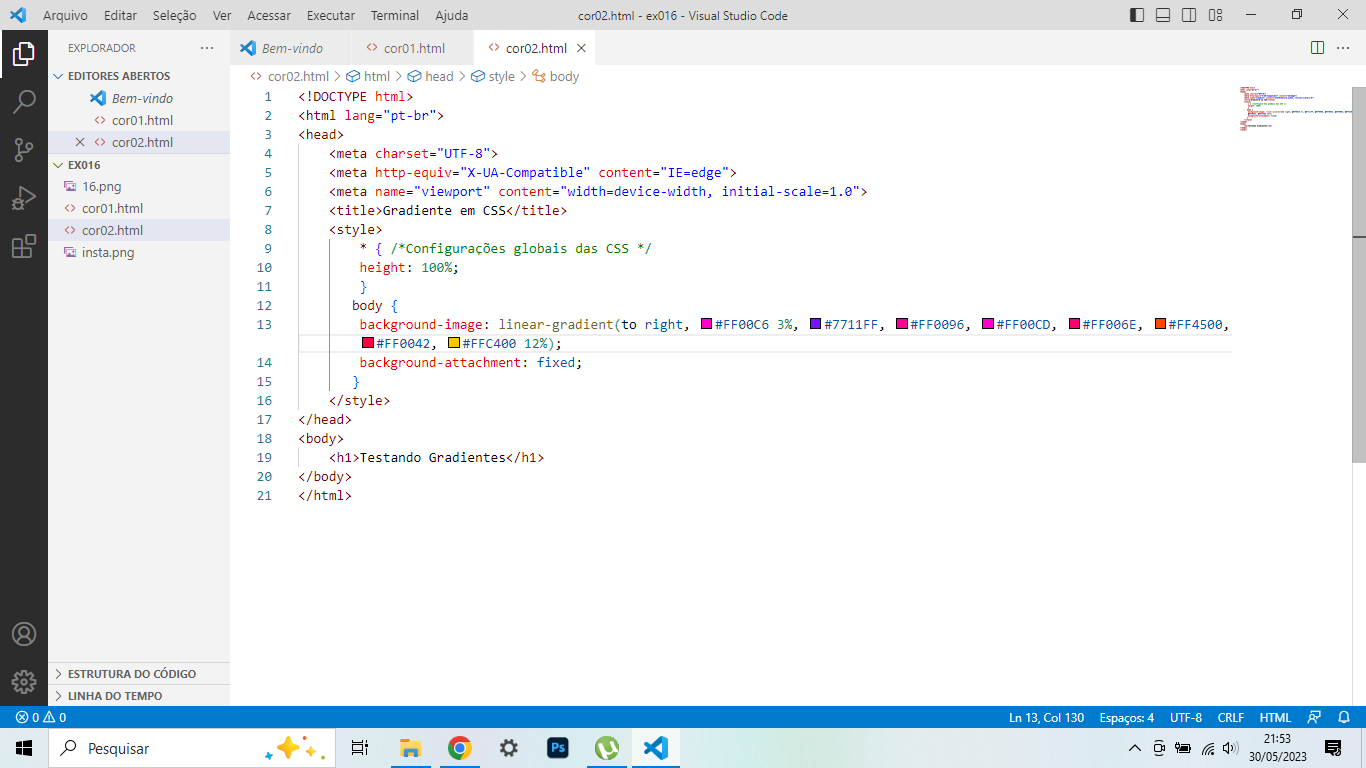 Arquivo Editar Seleção Ver Acessar Executar Terminal Ajuda cor02.html - ex016 - Visual Studio Code
EXPLORADOR
Bem-vindo cor01.html cor02.html
EDITORES ABERTOS
Bem-vindo
cor01.html
cor02.html
EX016
16.png
cor01.html
cor02.html
insta.png
ESTRUTURA DO CÓDIGO
LINHA DO TEMPO
cor02.html > html > head > style > body
1 <!DOCTYPE html>
2 <html lang="pt-br">
3 <head>
4 <meta charset="UTF-8">
5 <meta http-equiv="X-UA-Compatible" content="IE=edge">
6 <meta name="viewport" content="width=device-width, initial-scale=1.0">
7 <title>Gradiente em CSS</title>
8 <style>
9 * { /*Configurações globais das CSS */
10 height: 100%;
11 }
12 body {
13 background-image: linear-gradient(to right, #FF00C6 3%, #7711FF, #FF0096, #FF00CD, #FF006E, #FF4500,
#FF0042, #FFC400 12%);
14 background-attachment: fixed;
15 }
16 </style>
17 </head>
18 <body>
19 <h1>Testando Gradientes</h1>
20 </body>
21 </html>
0 0 Ln 13, Col 130 Espaços: 4 UTF-8 CRLF HTML
Pesquisar
Ps
21:53
30/05/2023